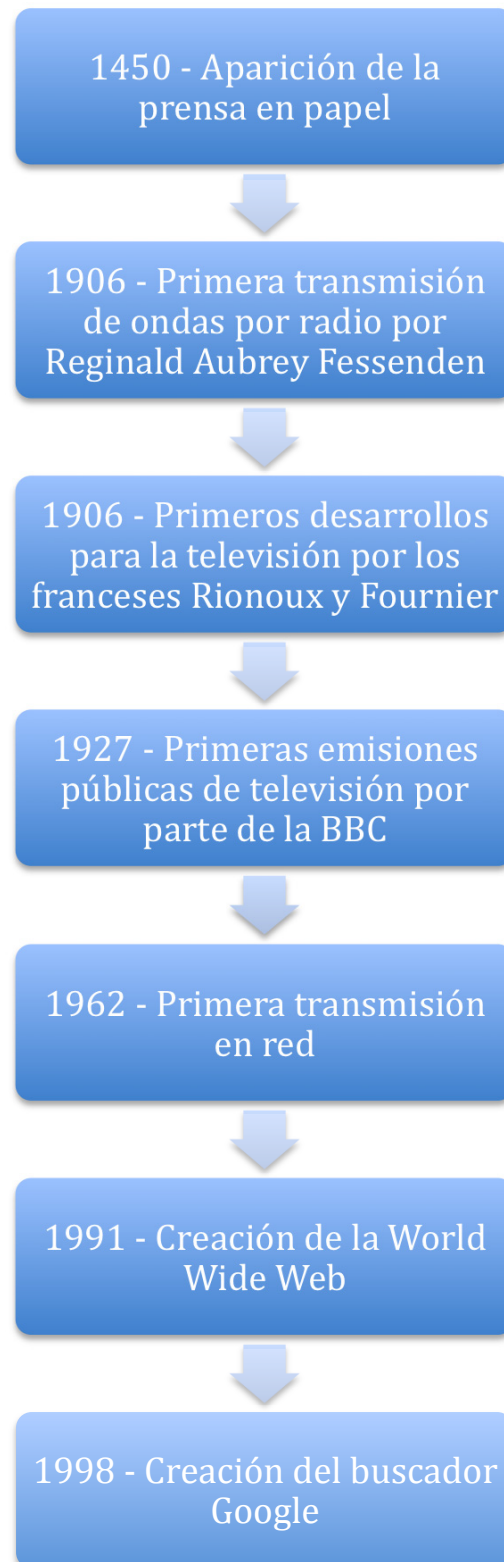 1450 - Aparición de la
prensa en papel
1906 - Primera transmisión
de ondas por radio por
Reginald Aubrey Fessenden
1906 - Primeros desarrollos
para la televisión por los
franceses Rionoux y Fournier
1927 - Primeras emisiones
públicas de televisión por
parte de la BBC
1962 - Primera transmisión
en red
1991 - Creación de la World
Wide Web
1998 - Creación del buscador
Google